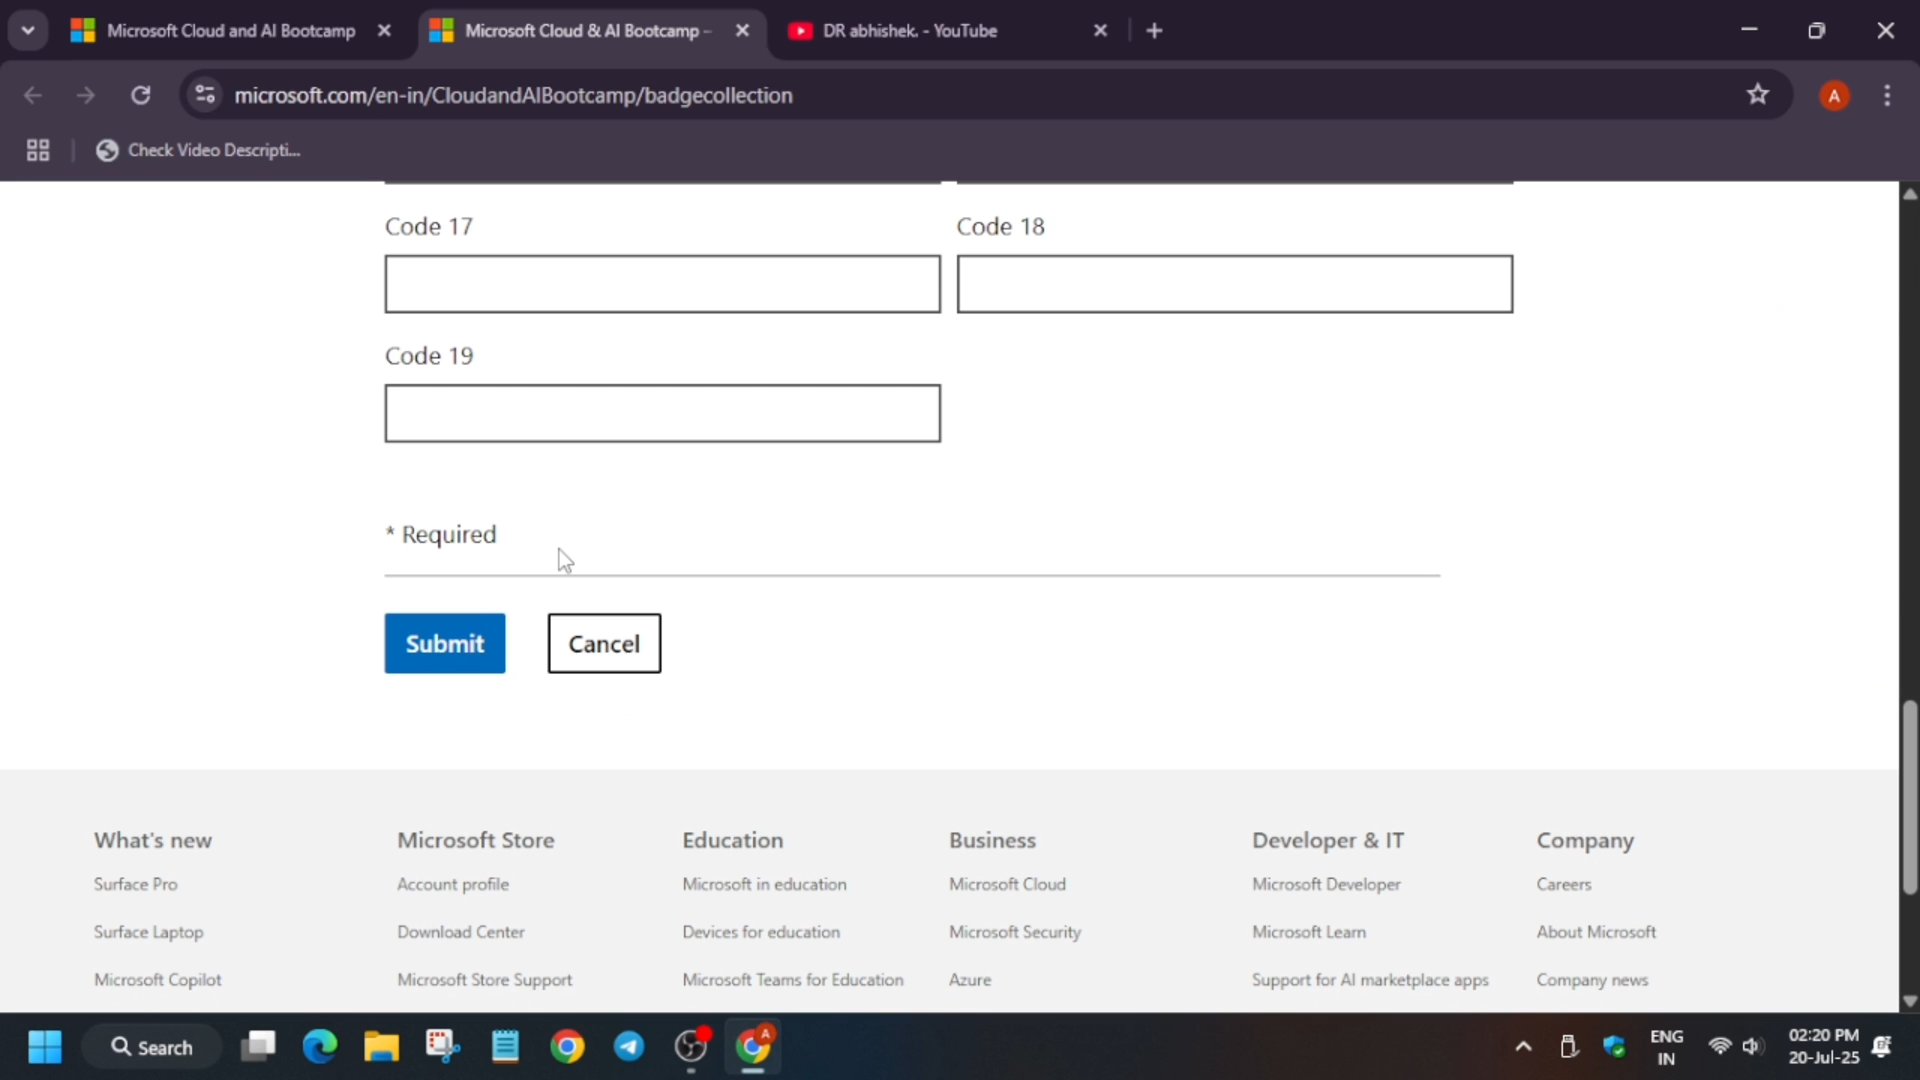 Microsoft Cloud and AI Bootcamp
Microsoft Cloud & AI Bootcamp -
DR abhishek. - YouTube
microsoft.com/en-in/CloudandAIBootcamp/badgecollection
A
Check Video Descripti...
Code 17
Code 18
Code 19
* Required
Submit
Cancel
What's new
Microsoft Store
Education
Business
Developer & IT
Company
Surface Pro
Account profile
Microsoft in education
Microsoft Cloud
Microsoft Developer
Careers
Surface Laptop
Download Center
Devices for education
Microsoft Security
Microsoft Learn
About Microsoft
Microsoft Copilot
Microsoft Store Support
Microsoft Teams for Education
Azure
Support for AI marketplace apps
Company news
Search
A
ENG
IN
02:20 PM
20-Jul-25